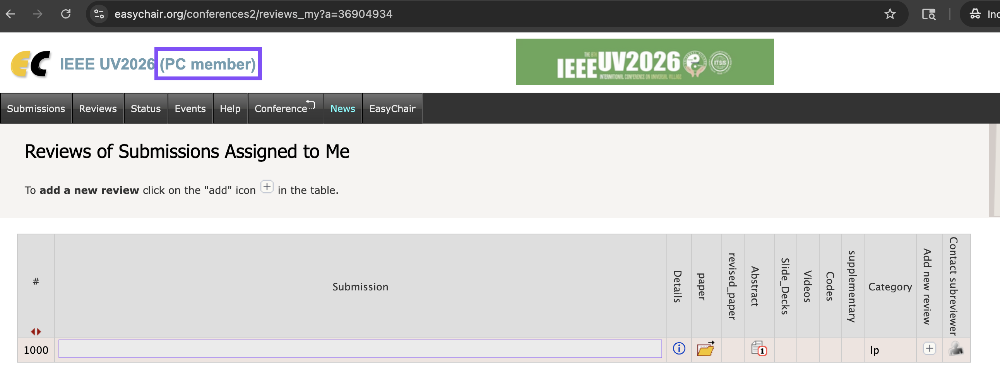 easychair.org/conferences2/reviews_my?a=36904934
Inc
EC
IEEE UV2026 (PC member)
THE 8TH
IEEE UV2026
INTERNATIONAL CONFERENCE ON UNIVERSAL VILLAGE
ITSS
Submissions Reviews Status Events Help Conference News EasyChair
Reviews of Submissions Assigned to Me
To add a new review click on the "add" icon + in the table.
# Submission Details paper revised_paper Abstract Slide_Decks Videos Codes supplementary Category Add new review Contact subreviewer
1000 1 lp